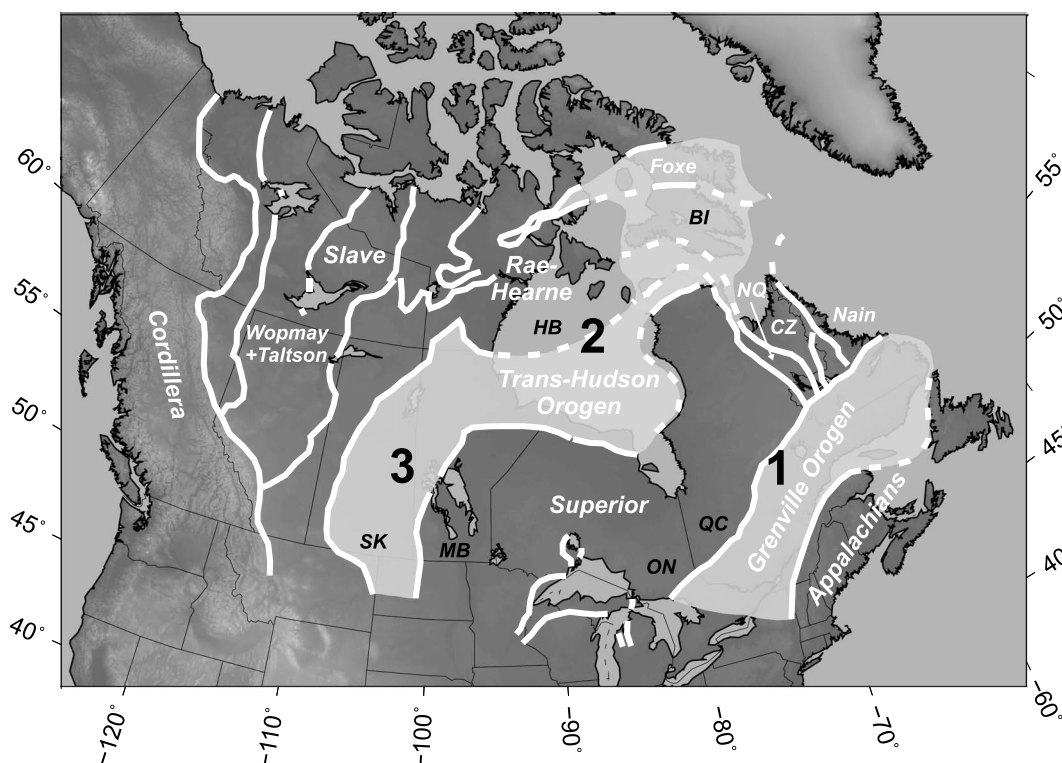 Foxe
BI
Slave
Rae-
Hearne
NQ
CZ
Nain
HB
2
Wopmay
+Taltson
Cordillera
Trans-Hudson
Orogen
3
1
Grenville Orogen
Superior
QC
SK
MB
ON
Appalachians
60°
55°
50°
45°
40°
55°
50°
45°
40°
−120°
−110°
−100°
−90°
−80°
−70°
−60°